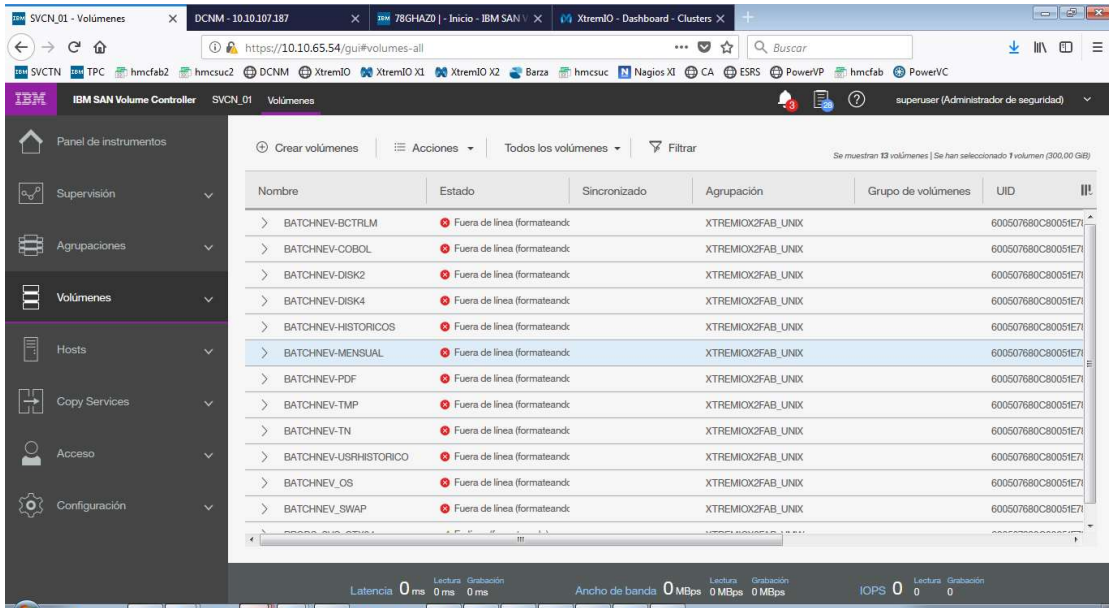 SVCN_01 - Volúmenes
DCNM - 10.10.107.187
78GHAZ0 | - Inicio - IBM SAN V
XtremIO - Dashboard - Clusters
https://10.10.65.54/gui#volumes-all
Buscar
SVCTN TPC hmcfab2 hmcsuc2 DCNM XtremIO XtremIO X1 XtremIO X2 Barza hmcsuc Nagios XI CA ESRS PowerVP hmcfab PowerVC
IBM IBM SAN Volume Controller SVCN_01 Volúmenes 3 28 superuser (Administrador de seguridad)
Panel de instrumentos
Supervisión
Agrupaciones
Volúmenes
Hosts
Copy Services
Acceso
Configuración
Crear volúmenes Acciones Todos los volúmenes Filtrar
Se muestran 13 volúmenes | Se han seleccionado 1 volumen (300,00 GiB)
Nombre Estado Sincronizado Agrupación Grupo de volúmenes UID
BATCHNEV-BCTRLM Fuera de línea (formateando XTREMIOX2FAB_UNIX 600507680C80051E7
BATCHNEV-COBOL Fuera de línea (formateando XTREMIOX2FAB_UNIX 600507680C80051E7
BATCHNEV-DISK2 Fuera de línea (formateando XTREMIOX2FAB_UNIX 600507680C80051E7
BATCHNEV-DISK4 Fuera de línea (formateando XTREMIOX2FAB_UNIX 600507680C80051E7
BATCHNEV-HISTORICOS Fuera de línea (formateando XTREMIOX2FAB_UNIX 600507680C80051E7
BATCHNEV-MENSUAL Fuera de línea (formateando XTREMIOX2FAB_UNIX 600507680C80051E7
BATCHNEV-PDF Fuera de línea (formateando XTREMIOX2FAB_UNIX 600507680C80051E7
BATCHNEV-TMP Fuera de línea (formateando XTREMIOX2FAB_UNIX 600507680C80051E7
BATCHNEV-TN Fuera de línea (formateando XTREMIOX2FAB_UNIX 600507680C80051E7
BATCHNEV-USRHISTORICO Fuera de línea (formateando XTREMIOX2FAB_UNIX 600507680C80051E7
BATCHNEV_OS Fuera de línea (formateando XTREMIOX2FAB_UNIX 600507680C80051E7
BATCHNEV_SWAP Fuera de línea (formateando XTREMIOX2FAB_UNIX 600507680C80051E7
Latencia 0 ms Lectura 0 ms Grabación 0 ms Ancho de banda 0 MBps Lectura 0 MBps Grabación 0 MBps IOPS 0 Lectura 0 Grabación 0